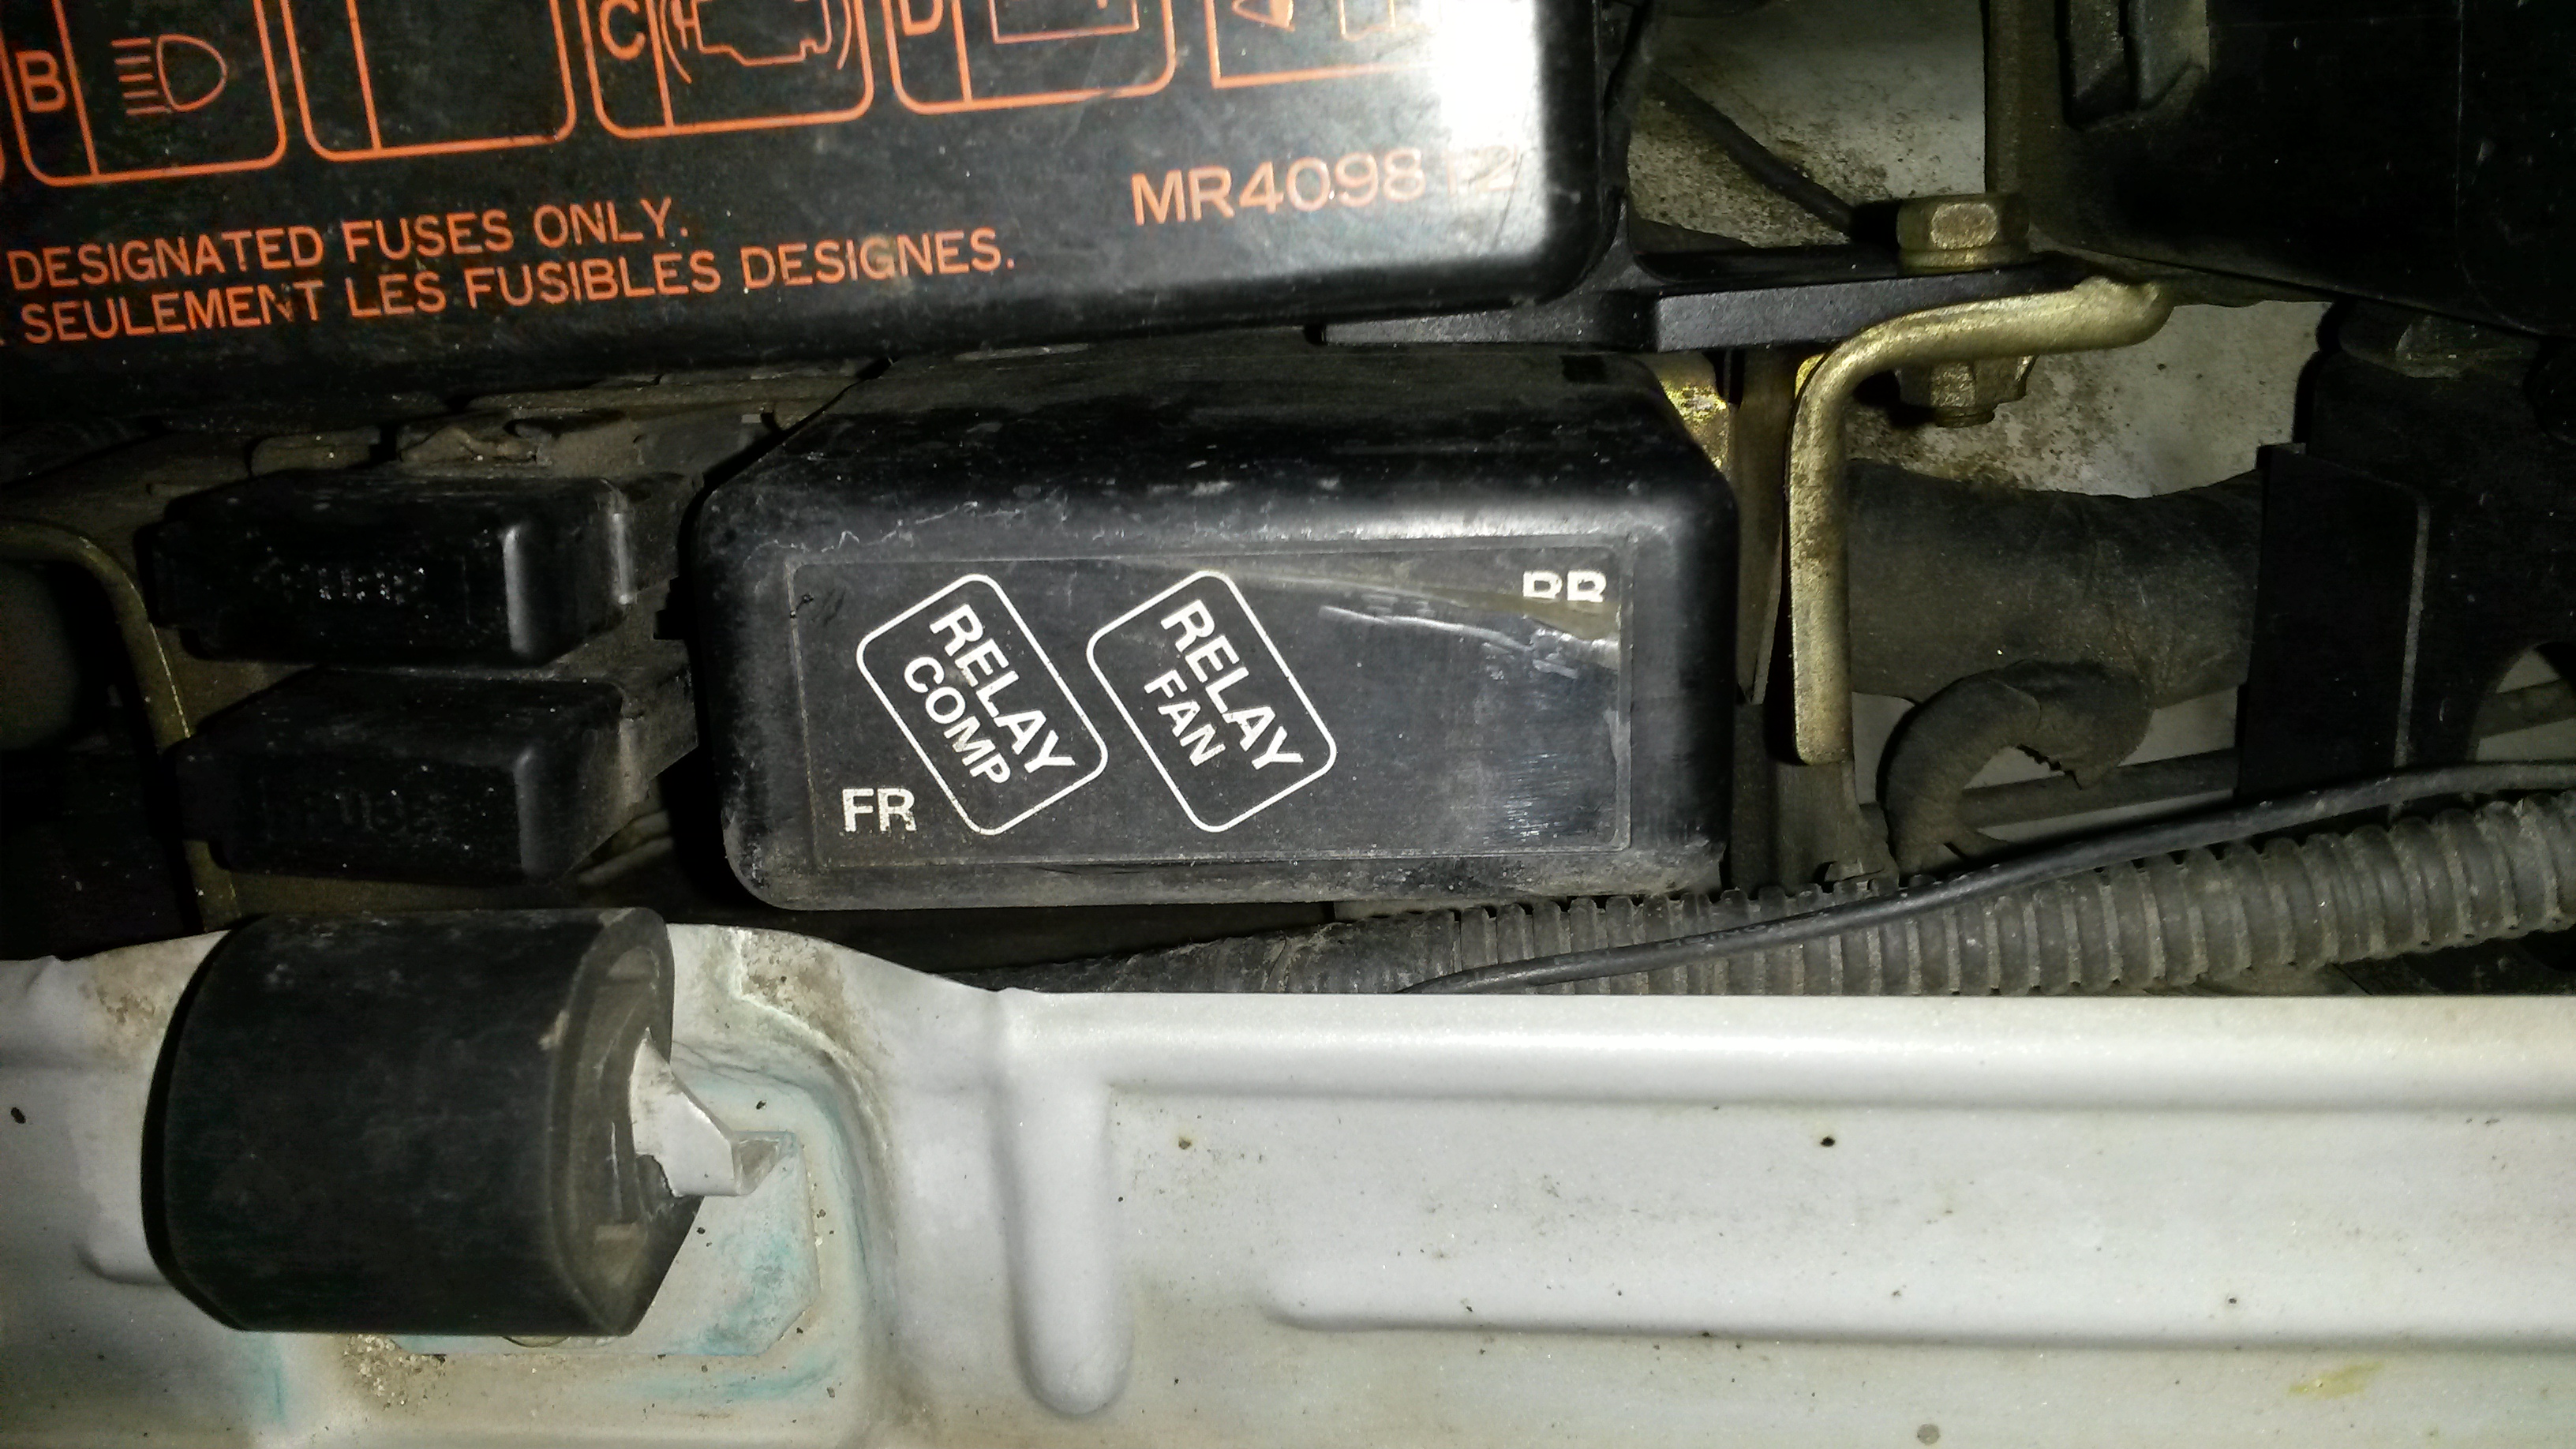 B
C
D
MR4098
DESIGNATED FUSES ONLY.
SEULEMENT LES FUSIBLES DESIGNES.
RELAY
COMP
RELAY
FAN
RR
FR